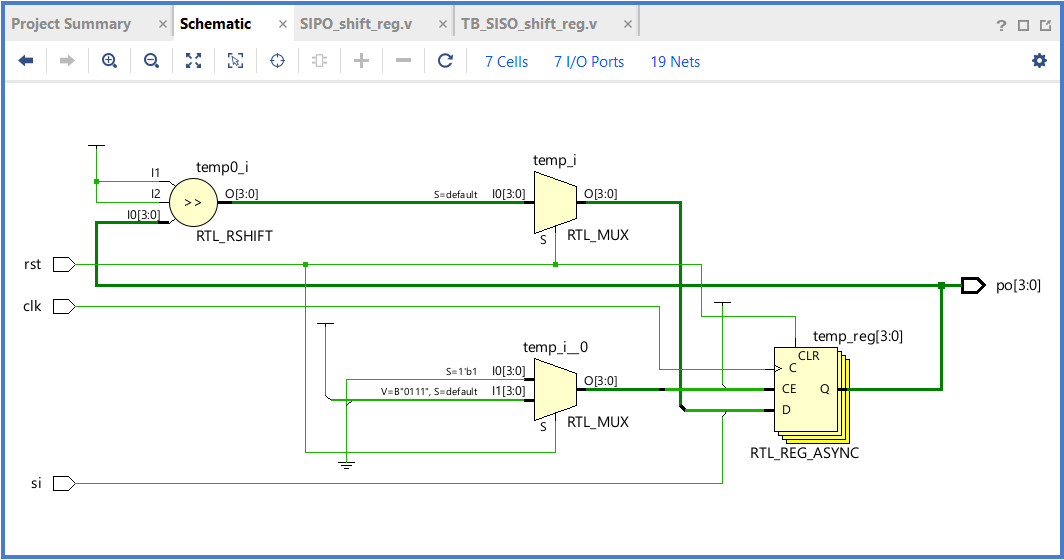 Project Summary × Schematic × SIPO_shift_reg.v × TB_SISO_shift_reg.v × ?
7 Cells 7 I/O Ports 19 Nets
temp0_i
temp_i
I1
I2
I0[3:0]
>>
O[3:0]
S=default I0[3:0]
O[3:0]
S
RTL_RSHIFT
RTL_MUX
rst
po[3:0]
clk
temp_reg[3:0]
temp_i__0
CLR
C
S=1'b1 I0[3:0]
O[3:0]
CE Q
V=B"0111", S=default I1[3:0]
D
S
RTL_MUX
RTL_REG_ASYNC
si